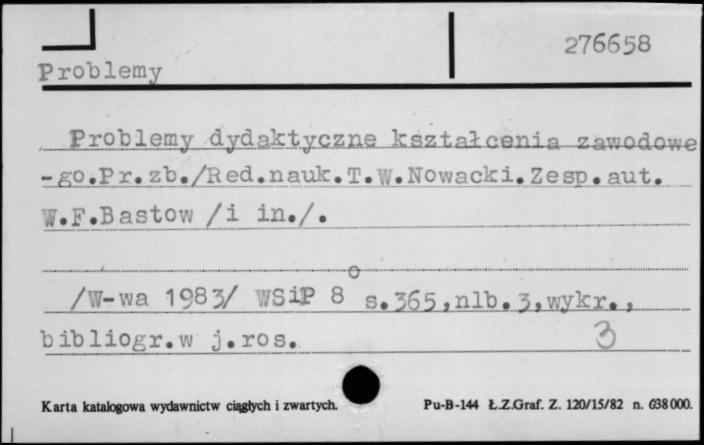 276658
Problemy
Problemy dydaktyczne kształcenia zawodowe
-go.Pr.zb./Red.nauk.T.W.Nowacki.Zesp.aut.
W.F.Bastow /i in./.
/W-wa 1983/ WSiP 8° s.365,nlb.3,wykr.,
bibliogr.w j.ros.
3
Karta katalogowa wydawnictw ciągłych i zwartych. Pu-B-144 Ł.Z.Graf. Z. 120/15/82 n. 638 000.